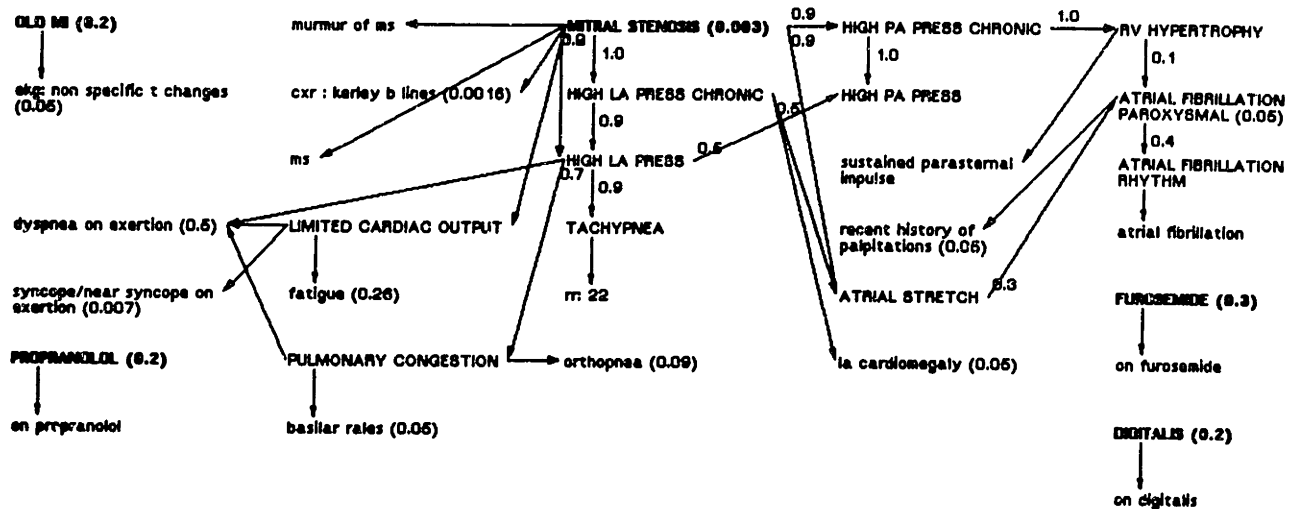 OLD MI (0.2)
murmur of ms
MITRAL STENOSIS (0.003)
0.9
HIGH PA PRESS CHRONIC
1.0
RV HYPERTROPHY
0.9
0.9
1.0
1.0
0.1
ekg: non specific t changes
(0.05)
cxr : kerley b lines (0.0016)
HIGH LA PRESS CHRONIC
0.5
HIGH PA PRESS
ATRIAL FIBRILLATION
PAROXYSMAL (0.05)
0.9
0.4
ms
HIGH LA PRESS
0.5
sustained parasternal
impulse
ATRIAL FIBRILLATION
RHYTHM
0.7
0.9
dyspnea on exertion (0.5)
LIMITED CARDIAC OUTPUT
TACHYPNEA
recent history of
palpitations (0.05)
atrial fibrillation
syncope/near syncope on
exertion (0.007)
fatigue (0.26)
rr: 22
ATRIAL STRETCH
0.3
FUROSEMIDE (0.3)
PROPRANOLOL (0.2)
PULMONARY CONGESTION
orthopnea (0.09)
la cardiomegaly (0.05)
on furosemide
on propranolol
basilar rales (0.05)
DIGITALIS (0.2)
on digitalis